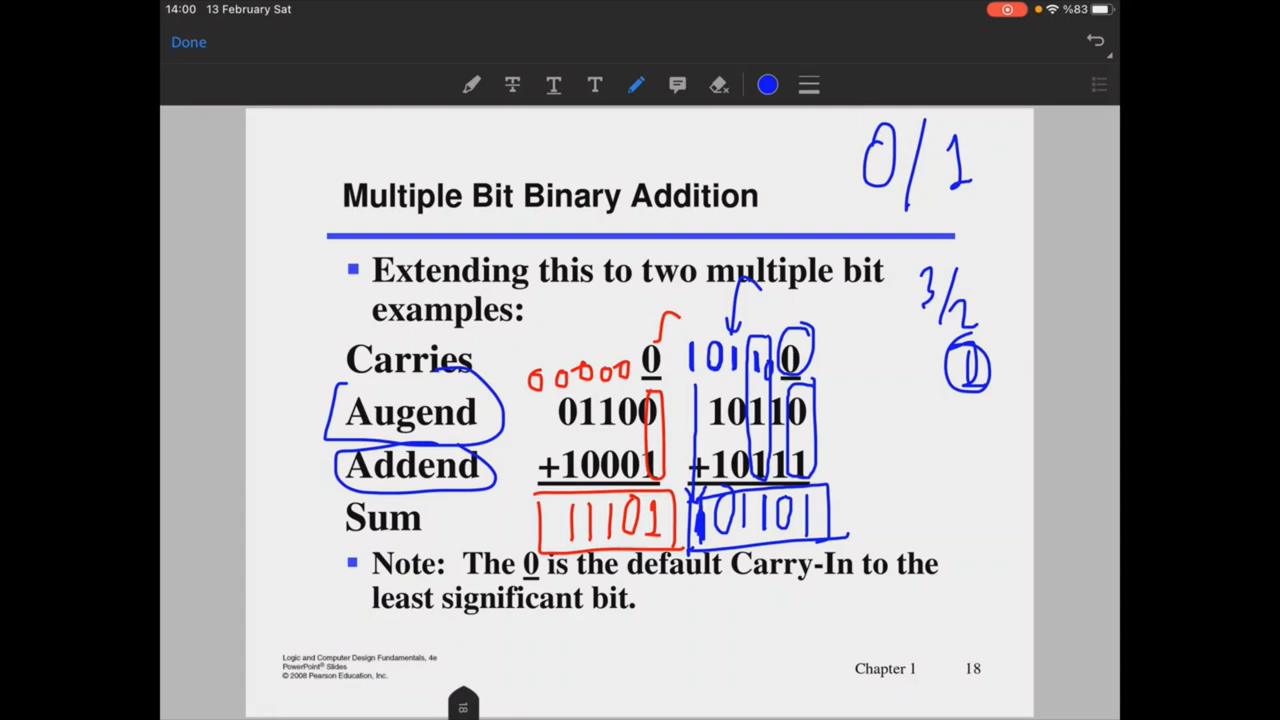 14:00 13 February Sat %83
Done
T T T
0/1
Multiple Bit Binary Addition
Extending this to two multiple bit
examples:
3/2
Carries 00000 0 1011 0
1
Augend 01100 10110
Addend +10001 +10111
Sum 11101 101101
Note: The 0 is the default Carry-In to the
least significant bit.
Logic and Computer Design Fundamentals, 4e
PowerPoint® Slides
© 2008 Pearson Education, Inc.
Chapter 1 18
18